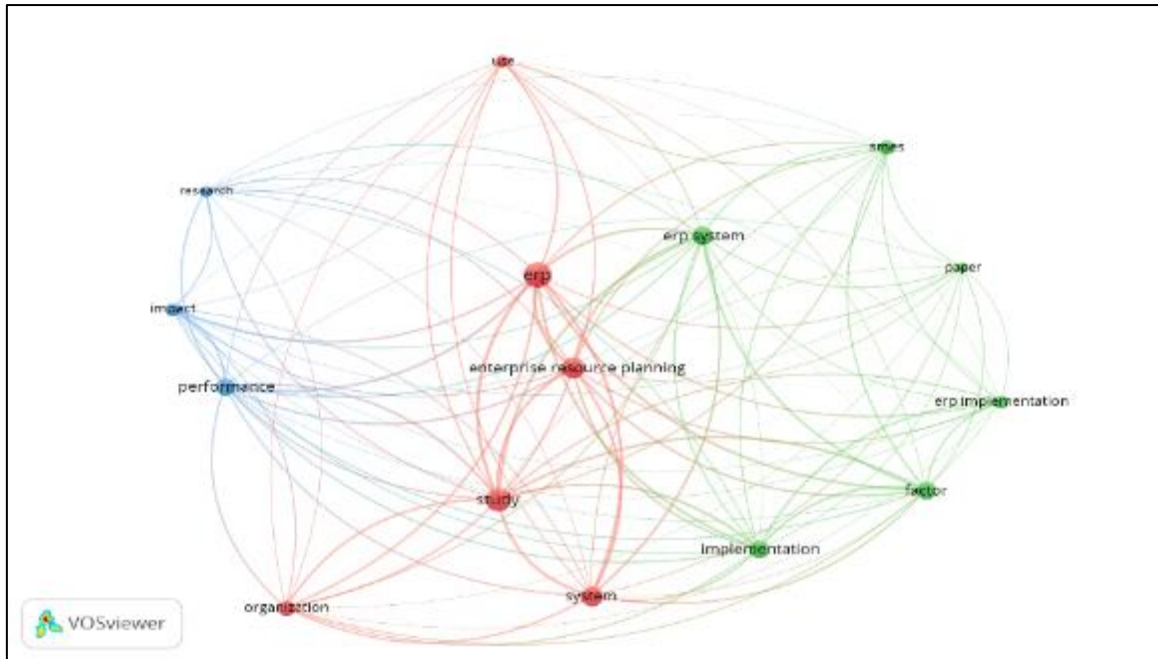 use
smes
research
erp system
paper
erp
impact
enterprise resource planning
performance
erp implementation
factor
study
implementation
system
organization
VOSviewer